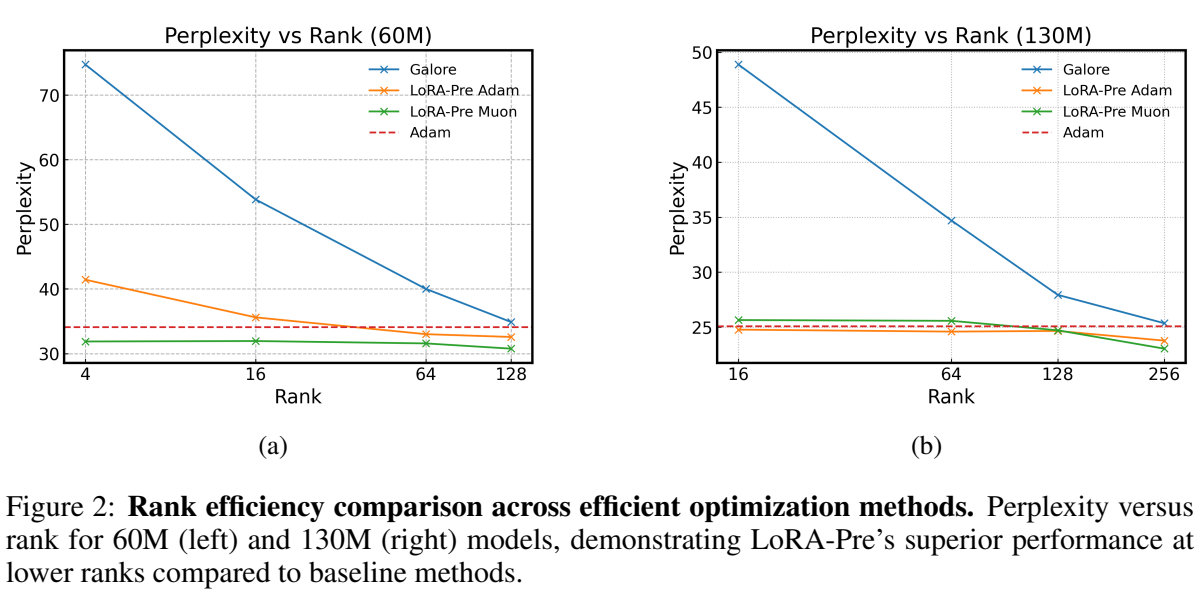 Perplexity vs Rank (60M)
Perplexity
70
60
50
40
30
Galore
LoRA-Pre Adam
LoRA-Pre Muon
Adam
4 16 64 128
Rank
(a)
Perplexity vs Rank (130M)
Perplexity
50
45
40
35
30
25
Galore
LoRA-Pre Adam
LoRA-Pre Muon
Adam
16 64 128 256
Rank
(b)
Figure 2: Rank efficiency comparison across efficient optimization methods. Perplexity versus
rank for 60M (left) and 130M (right) models, demonstrating LoRA-Pre's superior performance at
lower ranks compared to baseline methods.